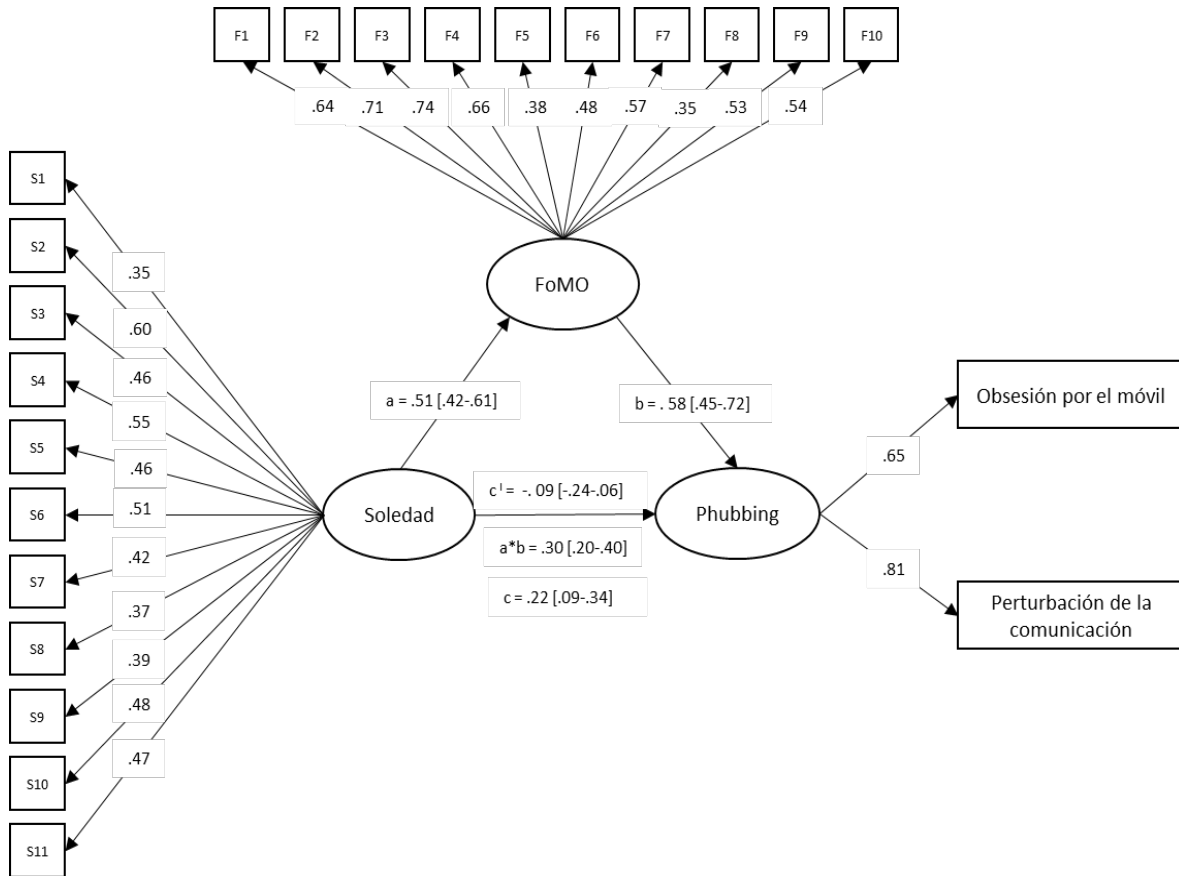 F1
F2
F3
F4
F5
F6
F7
F8
F9
F10
.64
.71
.74
.66
.38
.48
.57
.35
.53
.54
S1
S2
S3
S4
S5
S6
S7
S8
S9
S10
S11
.35
.60
.46
.55
.46
.51
.42
.37
.39
.48
.47
FoMO
a = .51 [.42-.61]
b = . 58 [.45-.72]
Soledad
c ᴵ = -. 09 [-.24-.06]
a*b = .30 [.20-.40]
c = .22 [.09-.34]
Phubbing
.65
.81
Obsesión por el móvil
Perturbación de la
comunicación